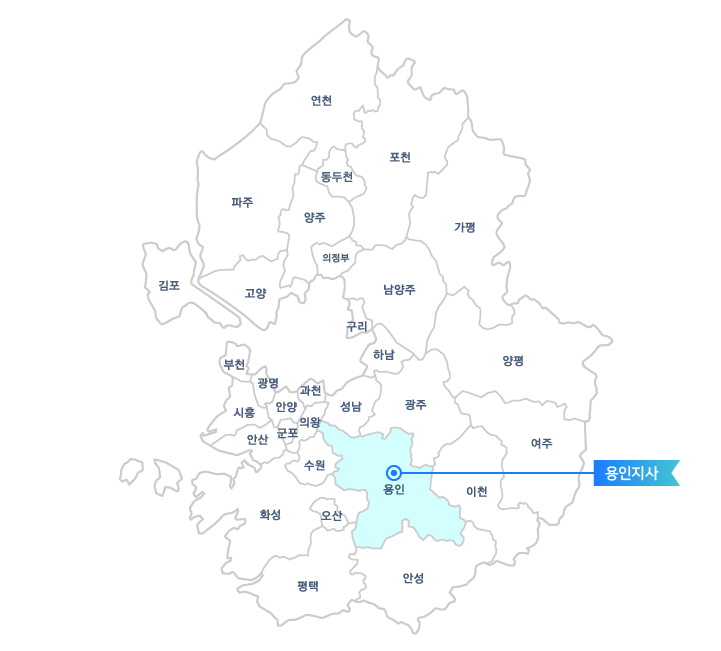 연천
포천
동두천
파주
양주
가평
의정부
김포
고양
남양주
구리
하남
양평
부천
광명
과천
시흥
안양
성남
광주
의왕
안산
군포
여주
수원
용인지사
용인
이천
화성
오산
평택
안성